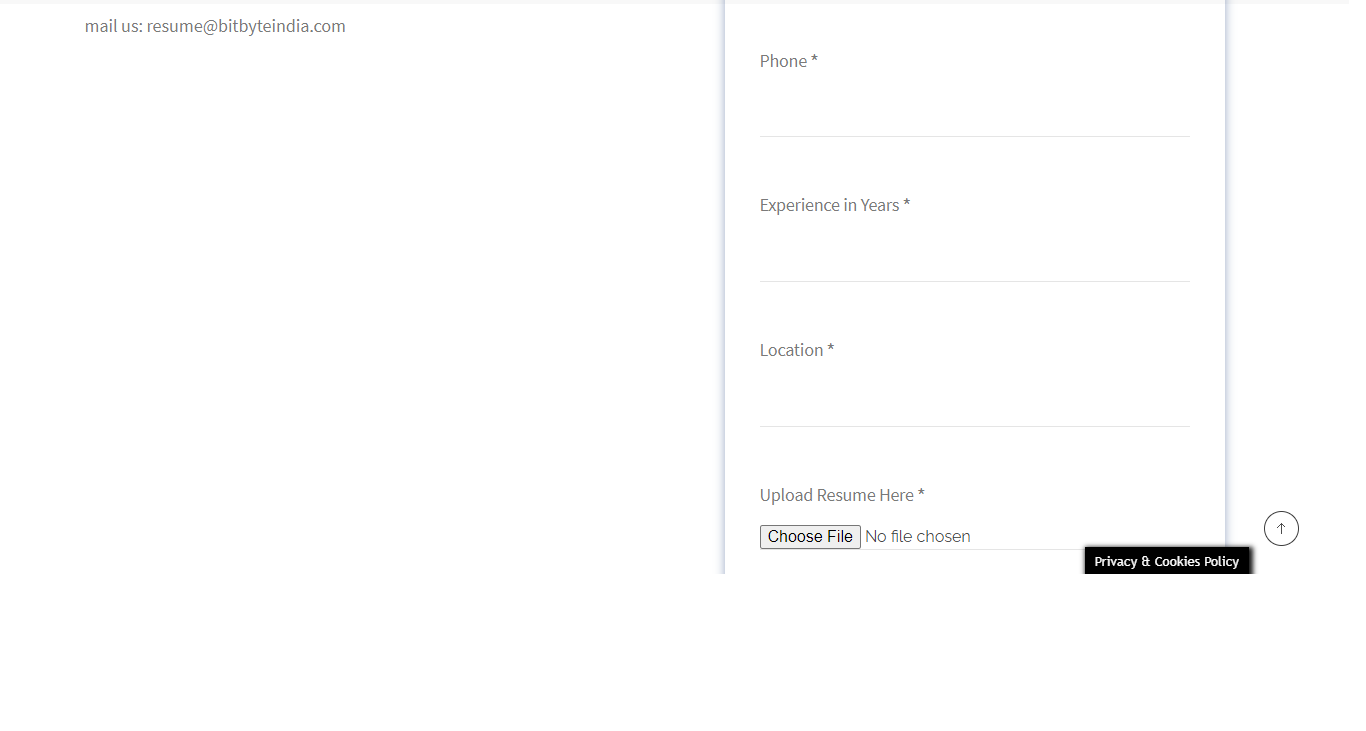 mail us: resume@bitbyteindia.com
Phone *
Experience in Years *
Location *
Upload Resume Here *
Choose File No file chosen
Privacy & Cookies Policy